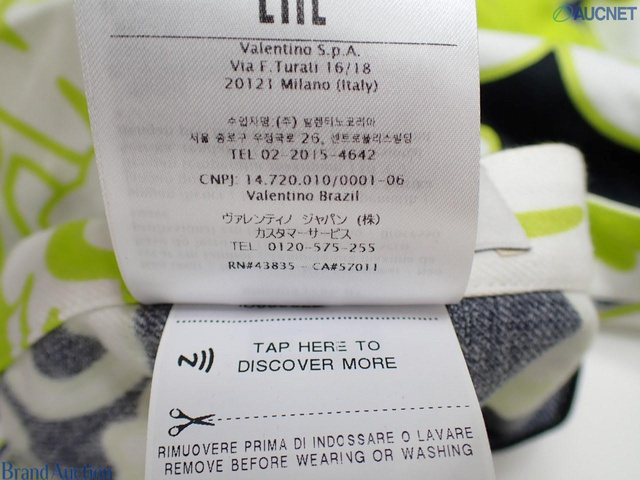 AUCNET
EAC
Valentino S.p.A.
Via F.Turati 16/18
20121 Milano (Italy)
수입자명 (주) 발렌티노코리아
서울 종로구 우정국로 26, 센트로폴리스빌딩
TEL 02-2015-4642
CNPJ: 14.720.010/0001-06
Valentino Brazil
ヴァレンティノ ジャパン (株)
カスタマーサービス
TEL 0120-575-255
RN#43835 - CA#57011
TAP HERE TO
DISCOVER MORE
RIMUOVERE PRIMA DI INDOSSARE O LAVARE
REMOVE BEFORE WEARING OR WASHING
Brand Auction